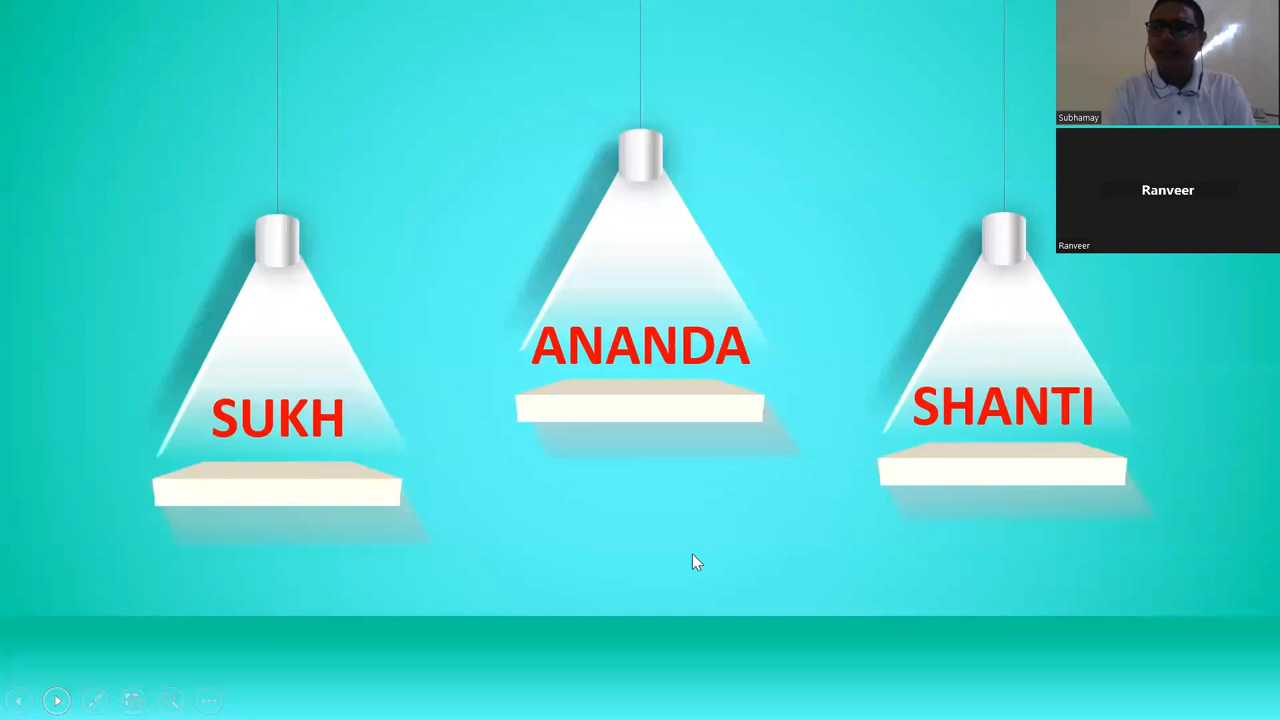 SUKH
ANANDA
SHANTI
Subhamay
Ranveer
Ranveer